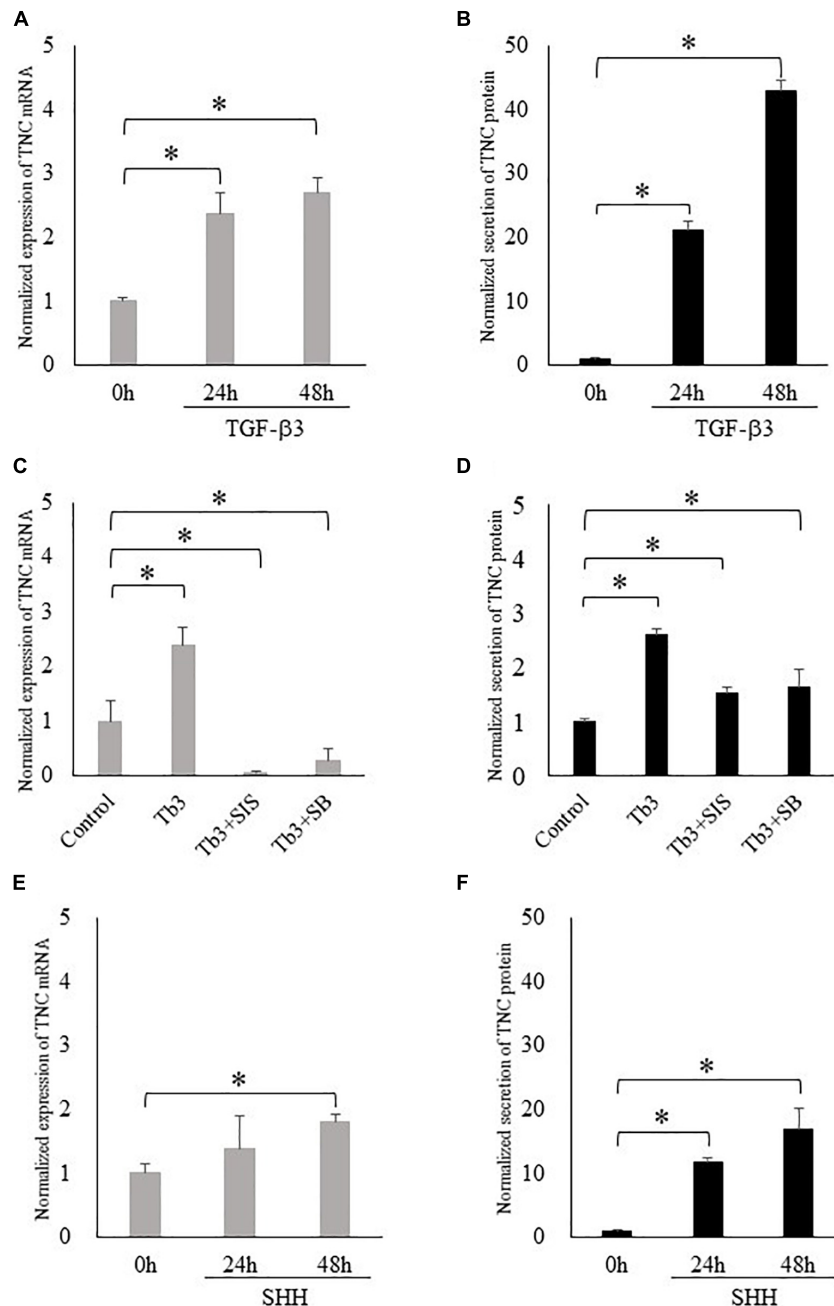 A
Normalized expression of TNC mRNA
5
4
3
2
1
0
*
*
0h 24h 48h
TGF-β3
B
Normalized secretion of TNC protein
50
40
30
20
10
0
*
*
0h 24h 48h
TGF-β3
C
Normalized expression of TNC mRNA
5
4
3
2
1
0
*
*
*
Control Tb3 Tb3+SIS Tb3+SB
D
Normalized secretion of TNC protein
5
4
3
2
1
0
*
*
*
Control Tb3 Tb3+SIS Tb3+SB
E
Normalized expression of TNC mRNA
5
4
3
2
1
0
*
0h 24h 48h
SHH
F
Normalized secretion of TNC protein
50
40
30
20
10
0
*
*
0h 24h 48h
SHH